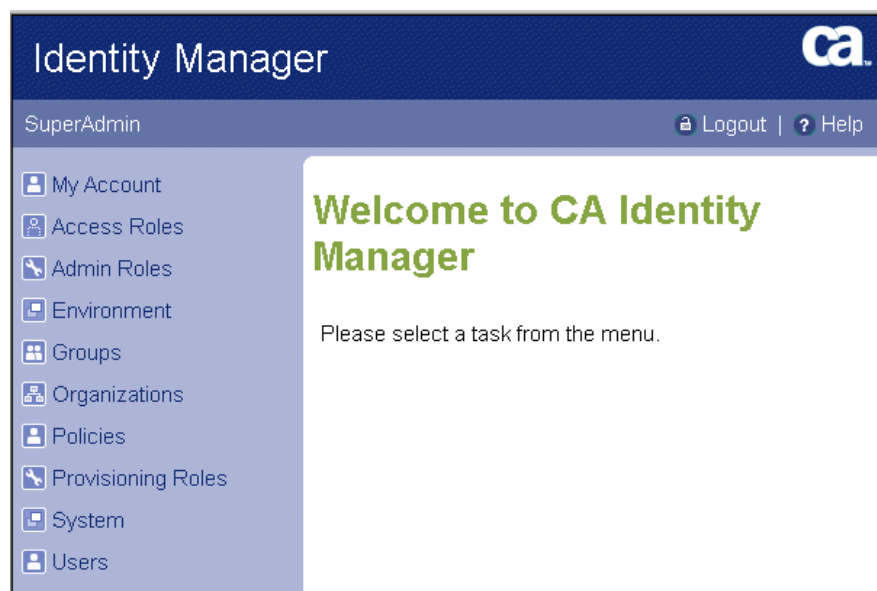 Identity Manager
ca
SuperAdmin
Logout | ? Help
My Account
Access Roles
Admin Roles
Environment
Groups
Organizations
Policies
Provisioning Roles
System
Users
Welcome to CA Identity
Manager
Please select a task from the menu.